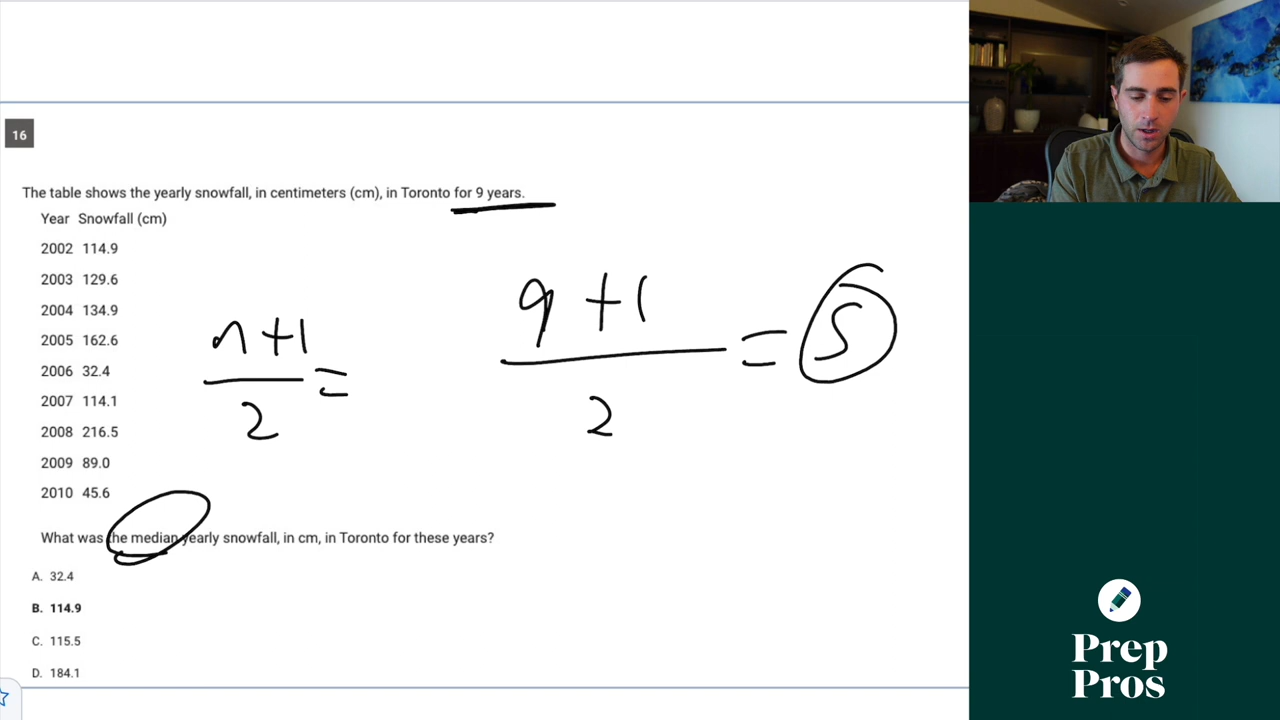 16
The table shows the yearly snowfall, in centimeters (cm), in Toronto for 9 years.
Year Snowfall (cm)
2002 114.9
2003 129.6
2004 134.9
2005 162.6
2006 32.4
2007 114.1
2008 216.5
2009 89.0
2010 45.6
n+1
2
=
9+1
2
= 5
What was the median yearly snowfall, in cm, in Toronto for these years?
A. 32.4
B. 114.9
C. 115.5
D. 184.1
Prep
Pros